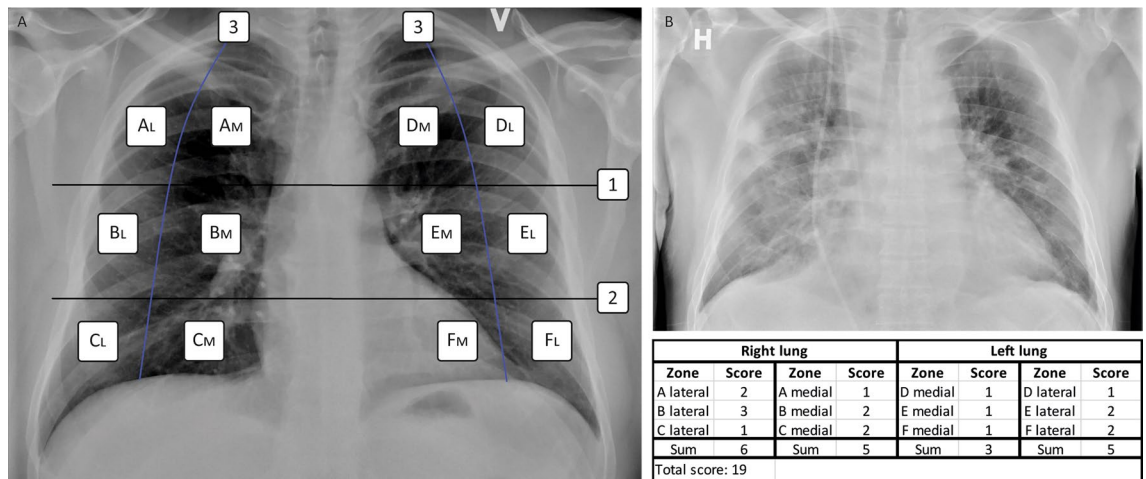 A
3
3
V
AL
AM
DM
DL
1
BL
BM
EM
EL
2
CL
CM
FM
FL
B
H
Right lung Left lung
Zone Score Zone Score Zone Score Zone Score
A lateral 2 A medial 1 D medial 1 D lateral 1
B lateral 3 B medial 2 E medial 1 E lateral 2
C lateral 1 C medial 2 F medial 1 F lateral 2
Sum 6 Sum 5 Sum 3 Sum 5
Total score: 19